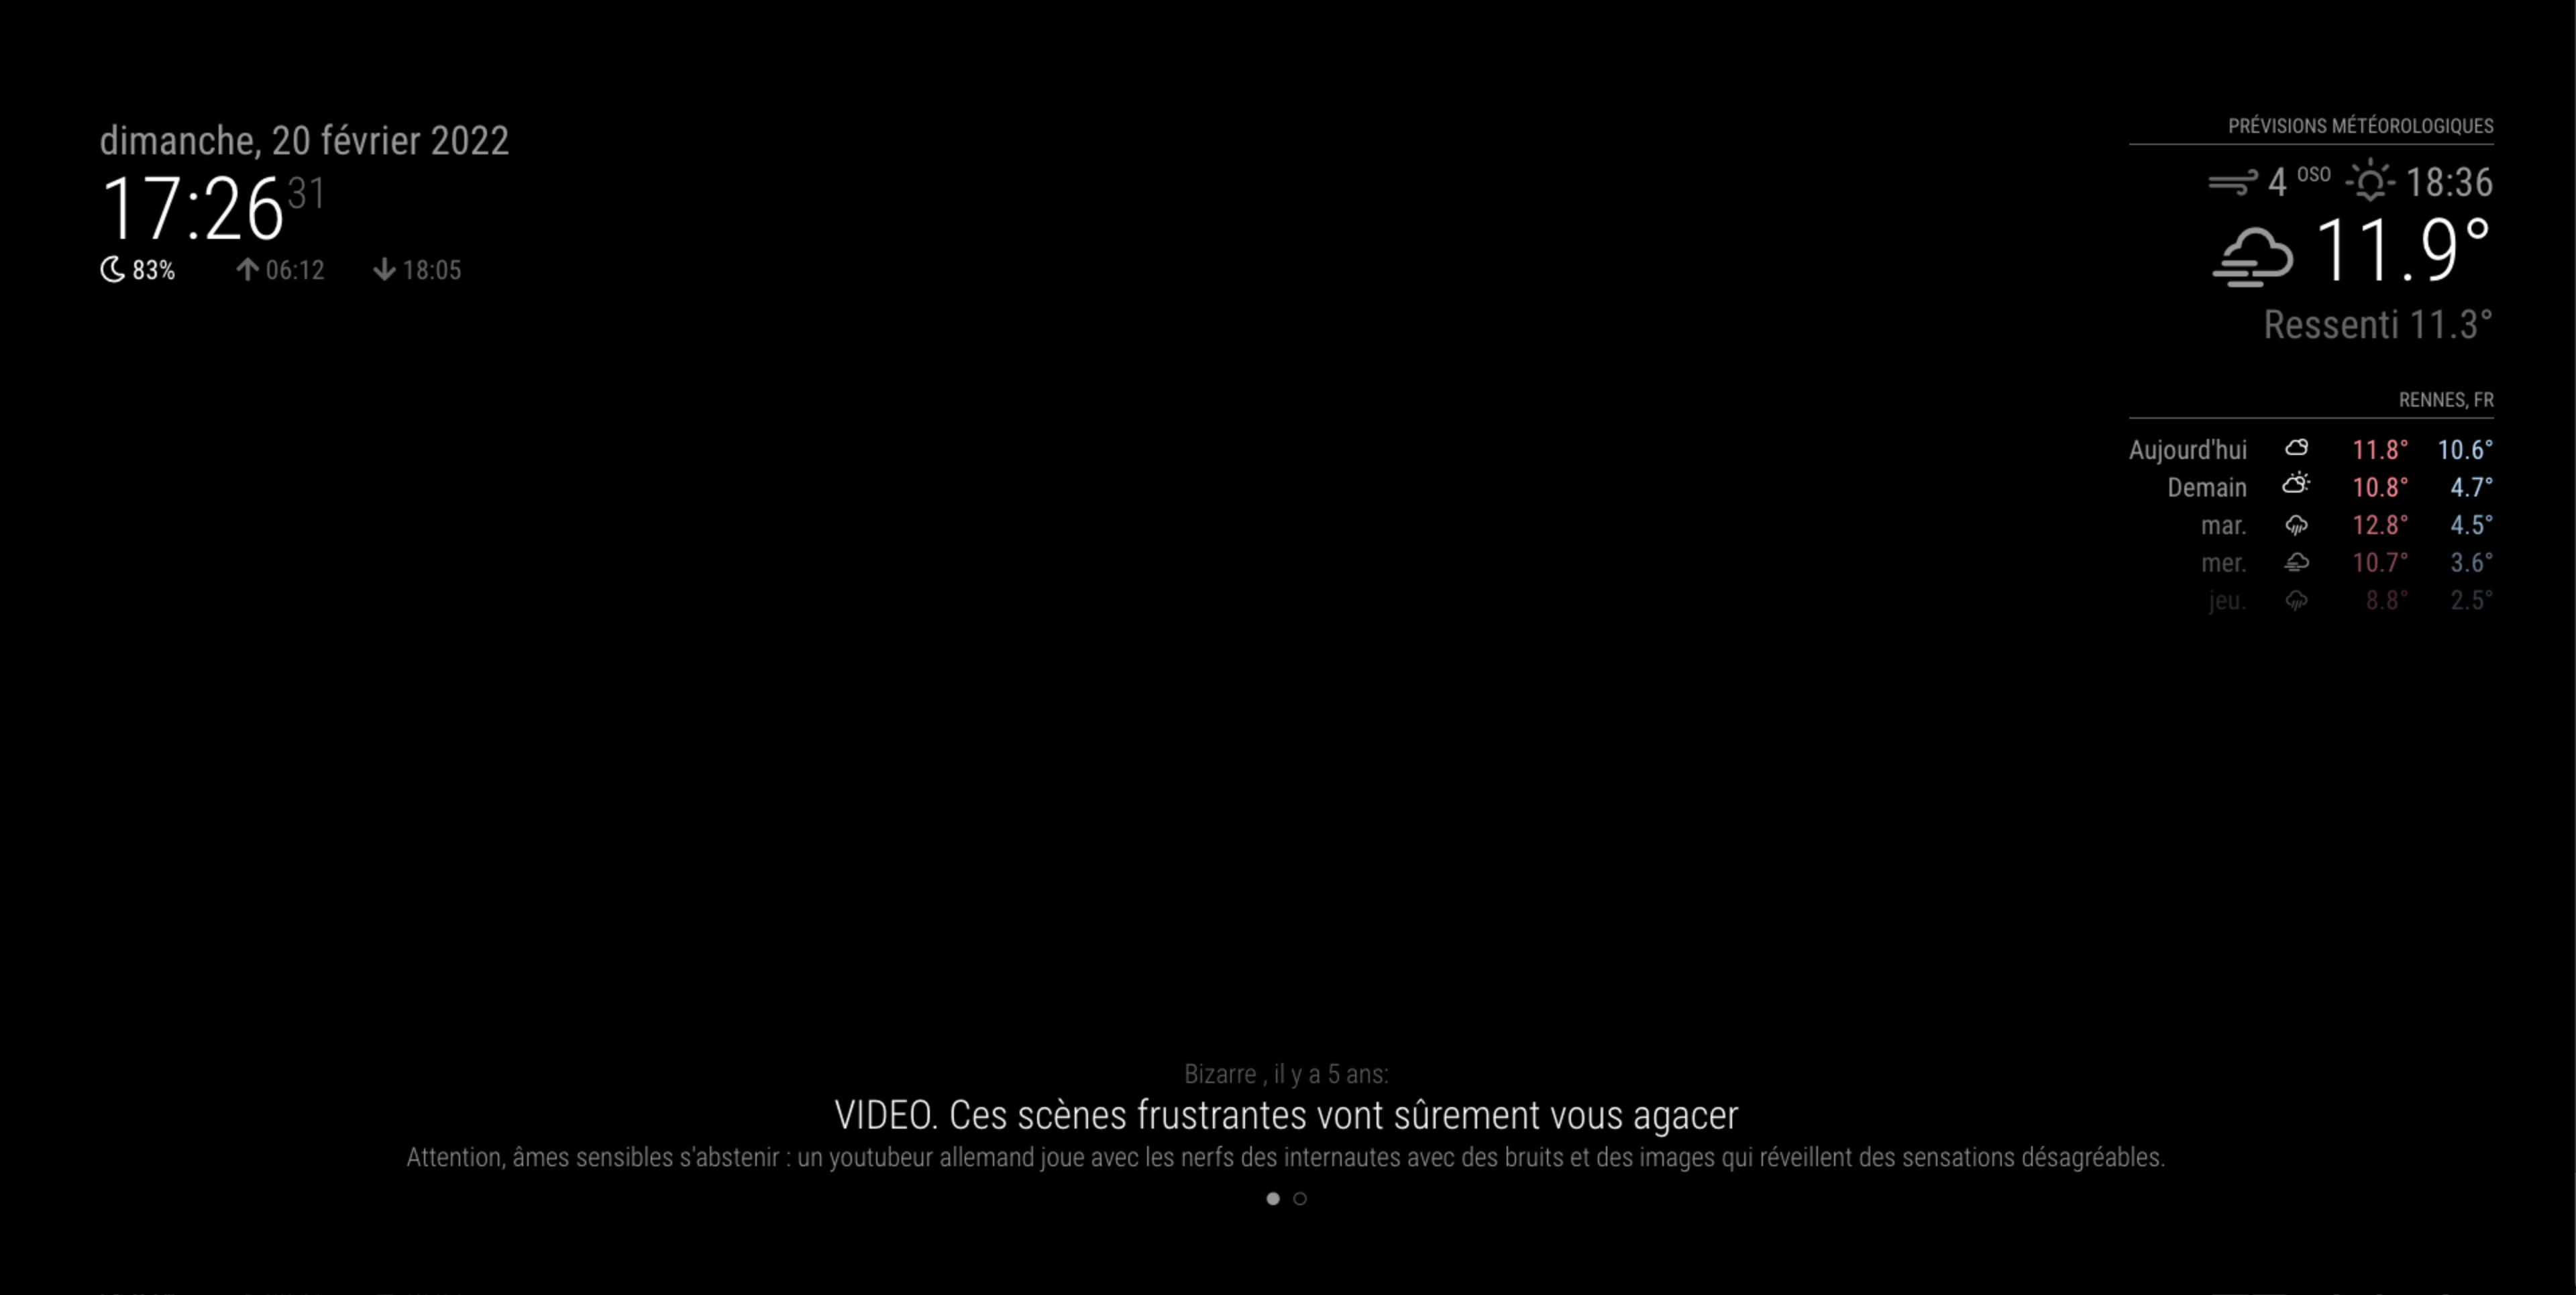 dimanche, 20 février 2022
17:26 31
83% 06:12 18:05
PRÉVISIONS MÉTÉOROLOGIQUES
4 OSO 18:36
11.9°
Ressenti 11.3°
RENNES, FR
Aujourd'hui 11.8° 10.6°
Demain 10.8° 4.7°
mar. 12.8° 4.5°
mer. 10.7° 3.6°
jeu. 8.8° 2.5°
Bizarre , il y a 5 ans:
VIDEO. Ces scènes frustrantes vont sûrement vous agacer
Attention, âmes sensibles s'abstenir : un youtubeur allemand joue avec les nerfs des internautes avec des bruits et des images qui réveillent des sensations désagréables.